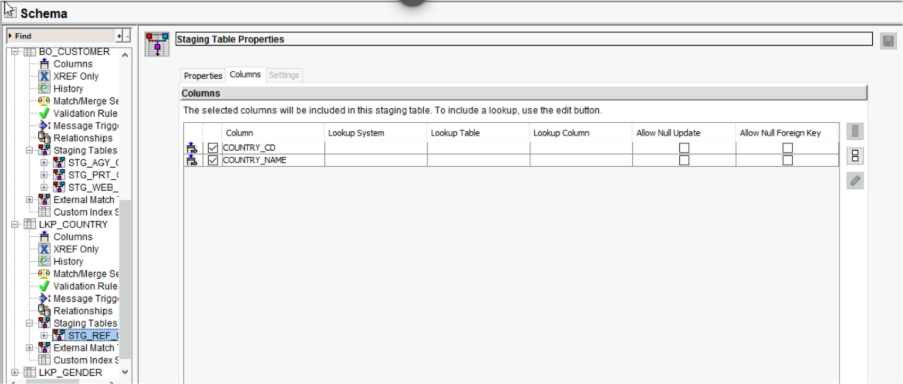 Schema
Find
BO_CUSTOMER
Columns
XREF Only
History
Match/Merge Se
Validation Rule
Message Trigg
Relationships
Staging Tables
STG_AGY_C
STG_PRT_C
STG_WEB_
External Match T
Custom Index S
LKP_COUNTRY
Columns
XREF Only
History
Match/Merge Se
Validation Rule
Message Trigg
Relationships
Staging Tables
STG_REF_C
External Match T
Custom Index S
LKP_GENDER
Staging Table Properties
Properties Columns Settings
Columns
The selected columns will be included in this staging table. To include a lookup, use the edit button.
Column Lookup System Lookup Table Lookup Column Allow Null Update Allow Null Foreign Key
COUNTRY_CD
COUNTRY_NAME